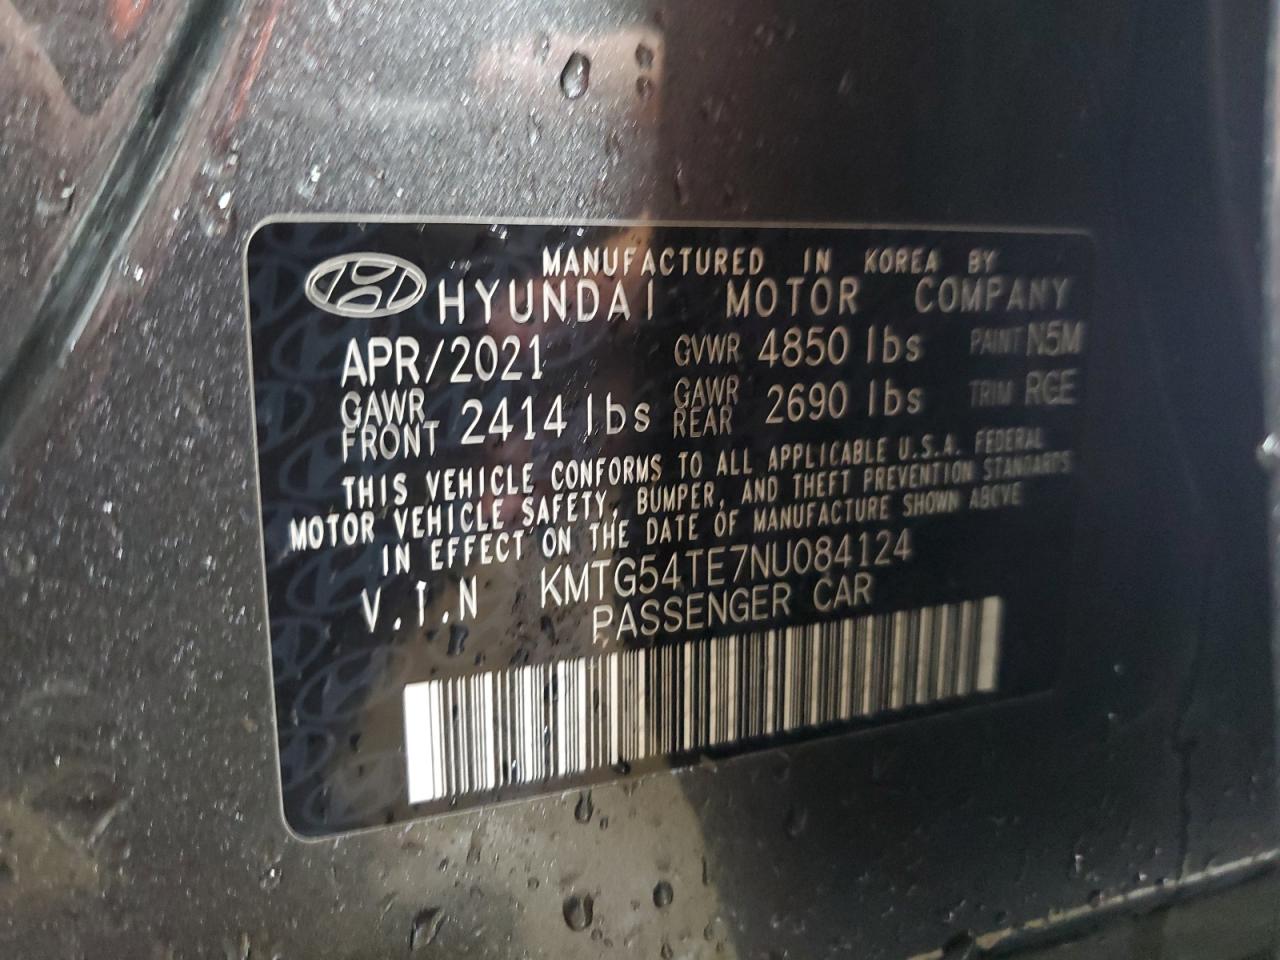 MANUFACTURED IN KOREA BY
HYUNDAI MOTOR COMPANY
APR/2021 GVWR 4850 lbs PAINT N5M
GAWR FRONT 2414 lbs GAWR REAR 2690 lbs TRIM RGE
THIS VEHICLE CONFORMS TO ALL APPLICABLE U.S.A. FEDERAL
MOTOR VEHICLE SAFETY, BUMPER, AND THEFT PREVENTION STANDARDS
IN EFFECT ON THE DATE OF MANUFACTURE SHOWN ABOVE
V.I.N KMTG54TE7NU084124
PASSENGER CAR